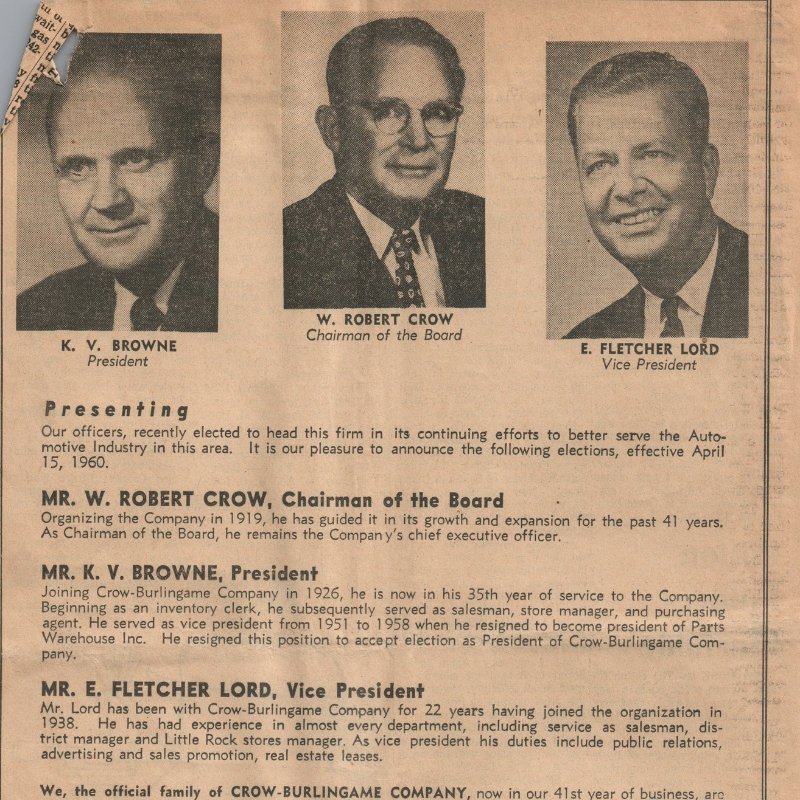 wait-
gas
K. V. BROWNE
President
W. ROBERT CROW
Chairman of the Board
E. FLETCHER LORD
Vice President
Presenting
Our officers, recently elected to head this firm in its continuing efforts to better serve the Auto-
motive Industry in this area. It is our pleasure to announce the following elections, effective April
15, 1960.
MR. W. ROBERT CROW, Chairman of the Board
Organizing the Company in 1919, he has guided it in its growth and expansion for the past 41 years.
As Chairman of the Board, he remains the Company's chief executive officer.
MR. K. V. BROWNE, President
Joining Crow-Burlingame Company in 1926, he is now in his 35th year of service to the Company.
Beginning as an inventory clerk, he subsequently served as salesman, store manager, and purchasing
agent. He served as vice president from 1951 to 1958 when he resigned to become president of Parts
Warehouse Inc. He resigned this position to accept election as President of Crow-Burlingame Com-
pany.
MR. E. FLETCHER LORD, Vice President
Mr. Lord has been with Crow-Burlingame Company for 22 years having joined the organization in
1938. He has had experience in almost every department, including service as salesman, dis-
trict manager and Little Rock stores manager. As vice president his duties include public relations,
advertising and sales promotion, real estate leases.
We, the official family of CROW-BURLINGAME COMPANY, now in our 41st year of business, are